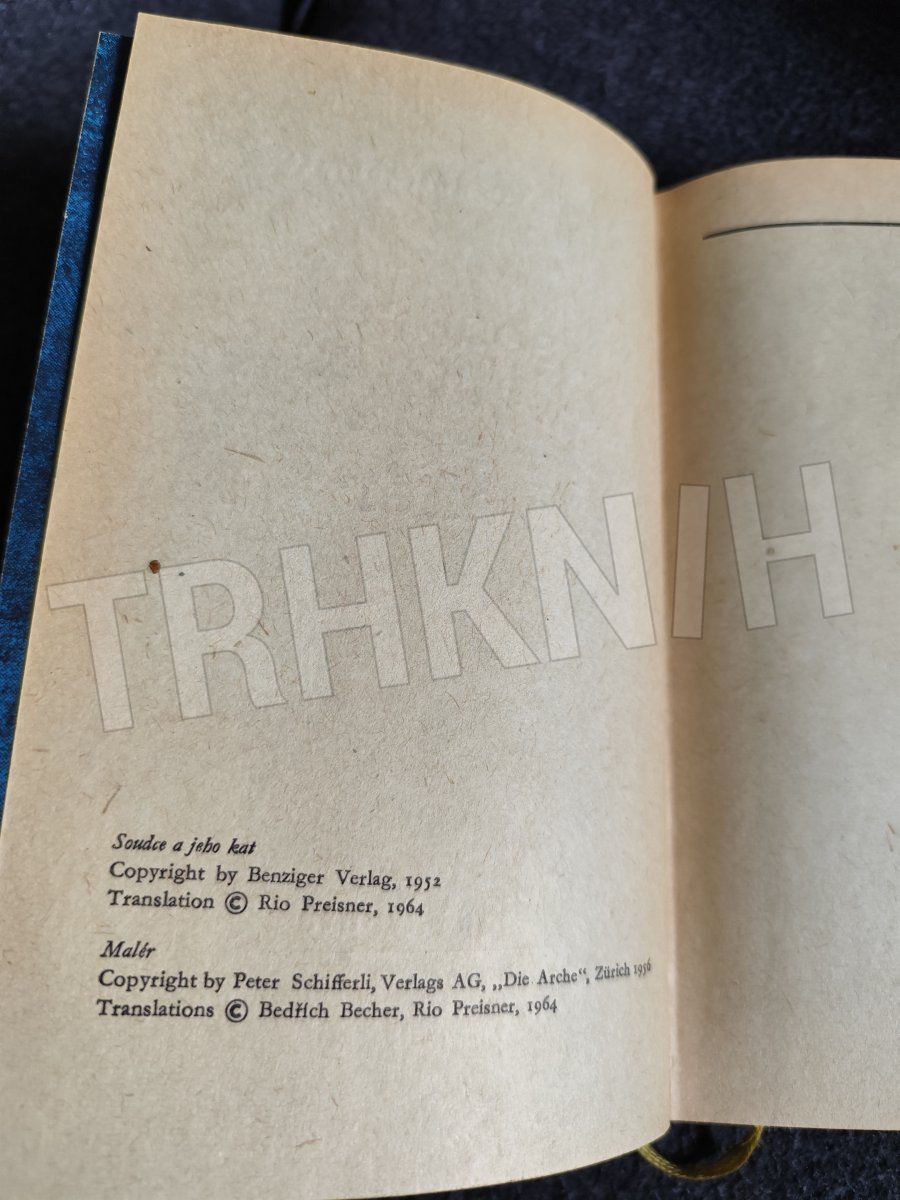 TRHKNIH
Soudce a jeho kat
Copyright by Benziger Verlag, 1952
Translation © Rio Preisner, 1964
Malér
Copyright by Peter Schifferli, Verlags AG, „Die Arche“, Zürich 1956
Translations © Bedřich Becher, Rio Preisner, 1964